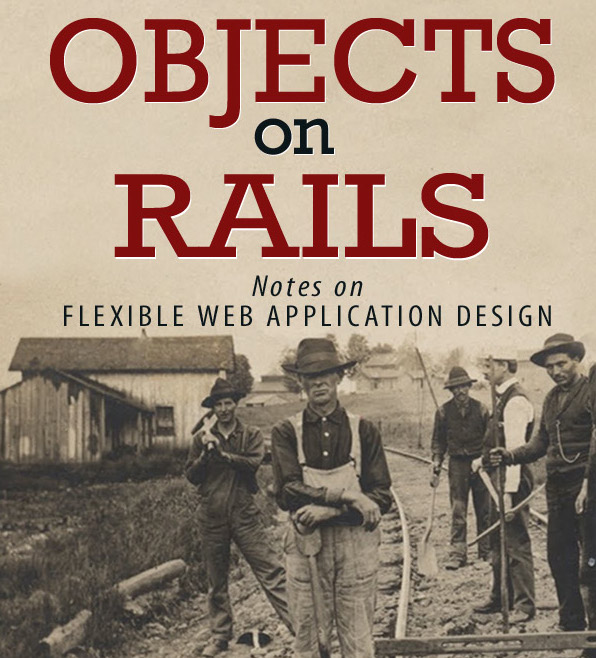 OBJECTS
on
RAILS
Notes on
FLEXIBLE WEB APPLICATION DESIGN